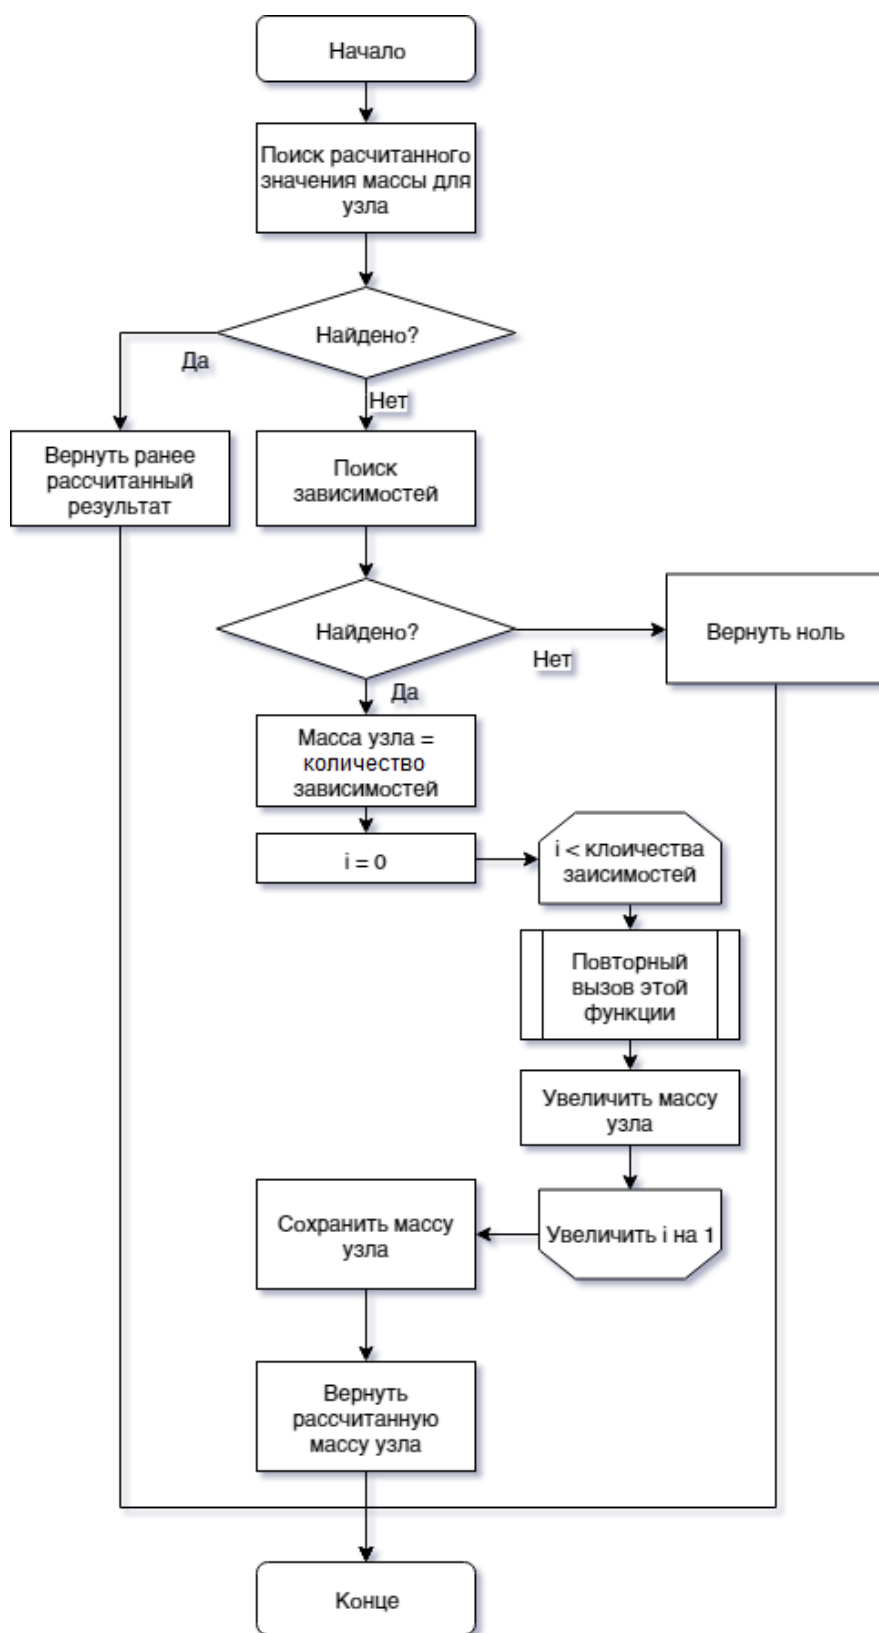 Начало
Поиск расчитанного
значения массы для
узла
Найдено?
Да
Нет
Вернуть ранее
рассчитанный
результат
Поиск
зависимостей
Найдено?
Нет
Да
Вернуть ноль
Масса узла =
количество
зависимостей
i = 0
i < клоичества
заисимостей
Повторный
вызов этой
функции
Увеличить массу
узла
Увеличить i на 1
Сохранить массу
узла
Вернуть
рассчитанную
массу узла
Конце